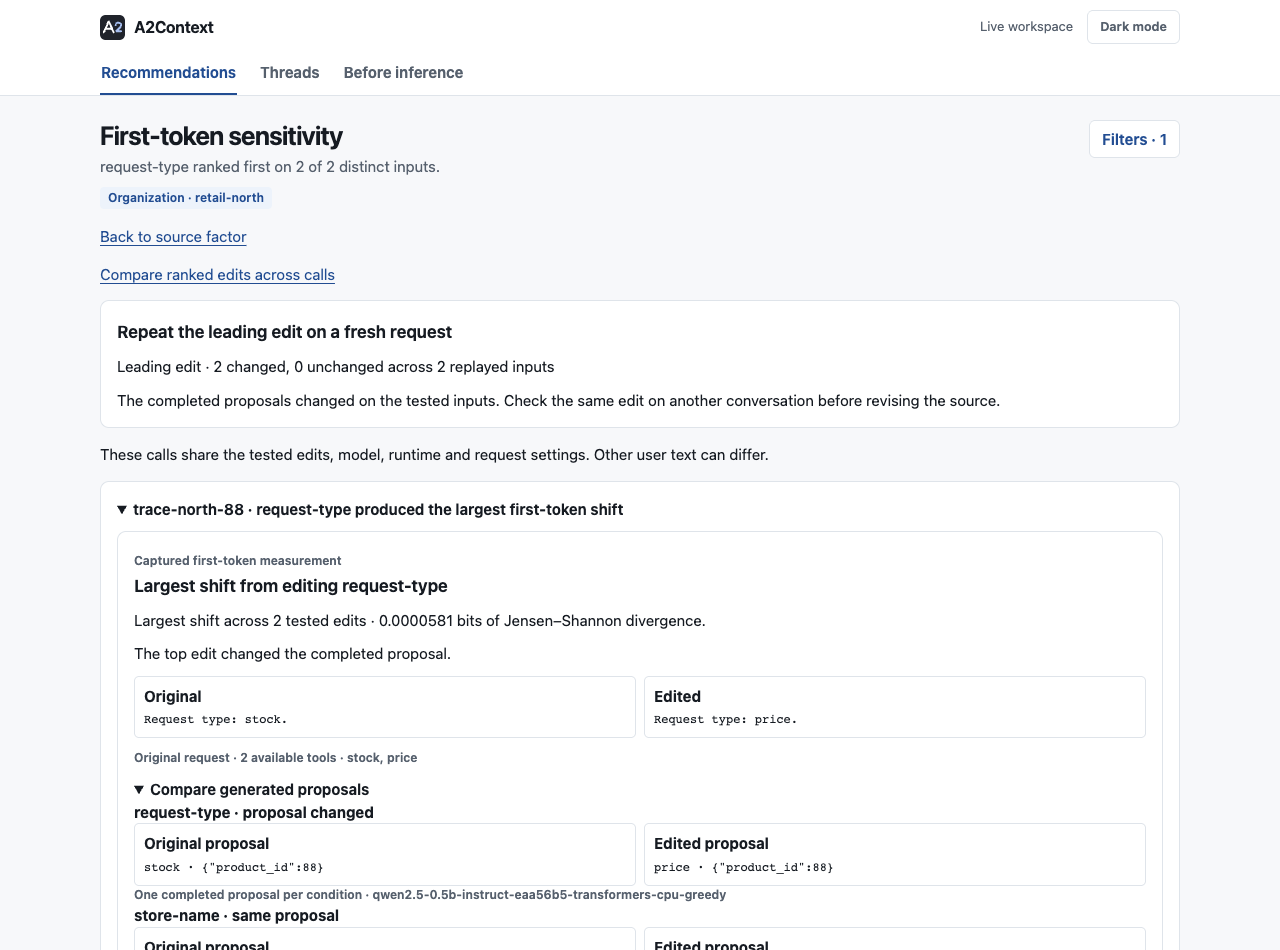 A2 A2Context
Live workspace
Dark mode
Recommendations
Threads
Before inference
First-token sensitivity
Filters · 1
request-type ranked first on 2 of 2 distinct inputs.
Organization · retail-north
Back to source factor
Compare ranked edits across calls
Repeat the leading edit on a fresh request
Leading edit · 2 changed, 0 unchanged across 2 replayed inputs
The completed proposals changed on the tested inputs. Check the same edit on another conversation before revising the source.
These calls share the tested edits, model, runtime and request settings. Other user text can differ.
▼ trace-north-88 · request-type produced the largest first-token shift
Captured first-token measurement
Largest shift from editing request-type
Largest shift across 2 tested edits · 0.0000581 bits of Jensen–Shannon divergence.
The top edit changed the completed proposal.
Original
Request type: stock.
Edited
Request type: price.
Original request · 2 available tools · stock, price
▼ Compare generated proposals
request-type · proposal changed
Original proposal
stock · {"product_id":88}
Edited proposal
price · {"product_id":88}
One completed proposal per condition · qwen2.5-0.5b-instruct-eaa56b5-transformers-cpu-greedy
store-name · same proposal
Original proposal
Edited proposal